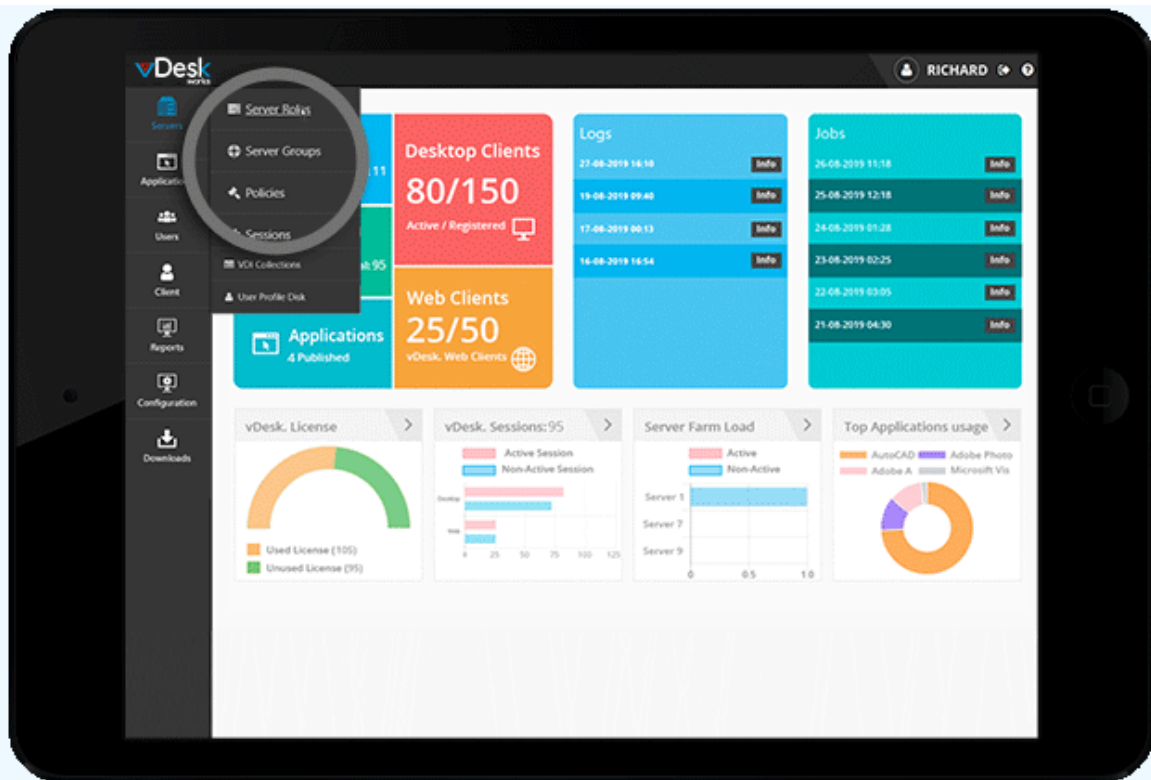 vDesk
works
RICHARD
Servers
Applications
Users
Client
Reports
Configuration
Downloads
Server Roles
Server Groups
Policies
Sessions
VDI Collections
User Profile Disk
11
95
Applications
4 Published
Desktop Clients
80/150
Active / Registered
Web Clients
25/50
vDesk. Web Clients
Logs
27-08-2019 16:10 Info
19-08-2019 09:40 Info
17-08-2019 00:13 Info
16-08-2019 16:54 Info
Jobs
26-08-2019 11:18 Info
25-08-2019 12:18 Info
24-08-2019 01:28 Info
23-08-2019 02:25 Info
22-08-2019 03:05 Info
21-08-2019 04:30 Info
vDesk. License
Used License (105)
Unused License (95)
vDesk. Sessions:95
Active Session
Non-Active Session
Desktop
Web
0 25 50 75 100 125
Server Farm Load
Active
Non-Active
Server 1
Server 7
Server 9
0 0.5 1.0
Top Applications usage
AutoCAD Adobe Photo
Adobe A Microsoft Vis